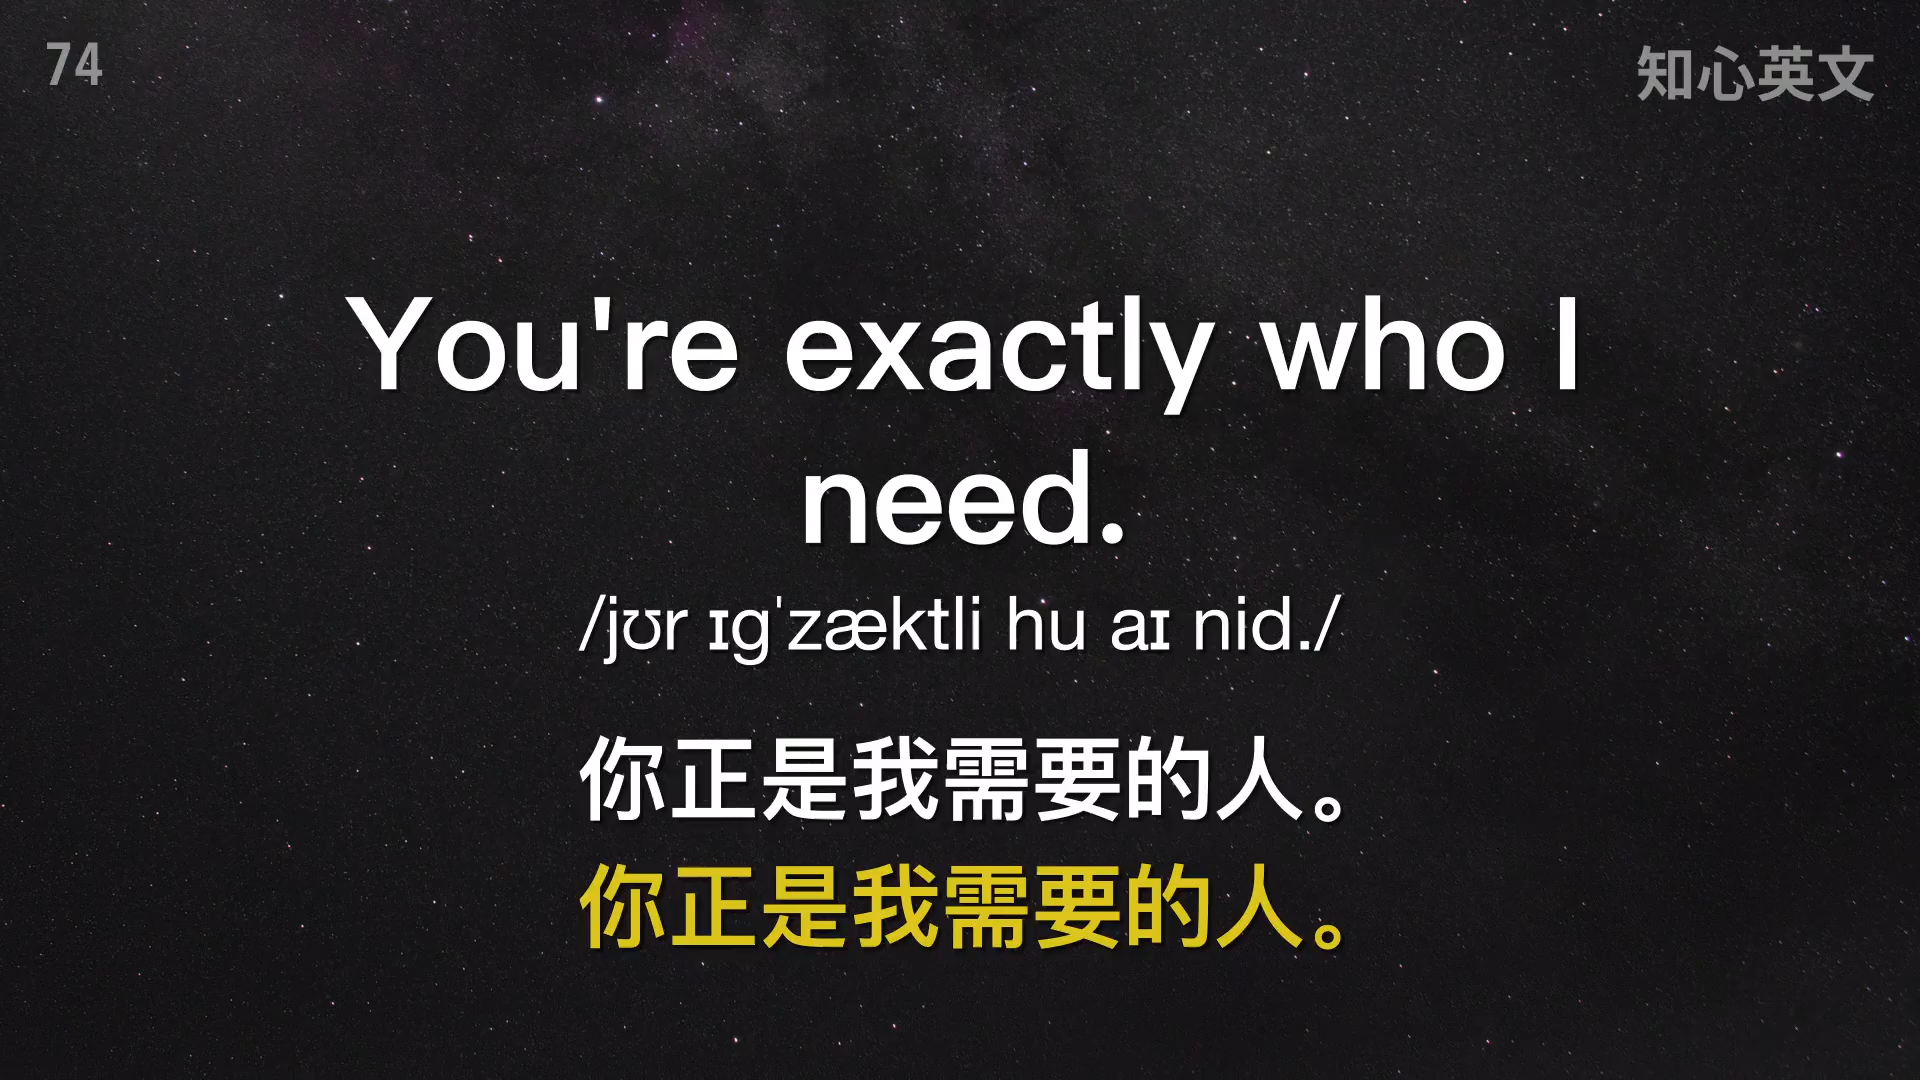 74
知心英文
You're exactly who I
need.
/jʊr ɪgˈzæktli hu aɪ nid./
你正是我需要的人。
你正是我需要的人。